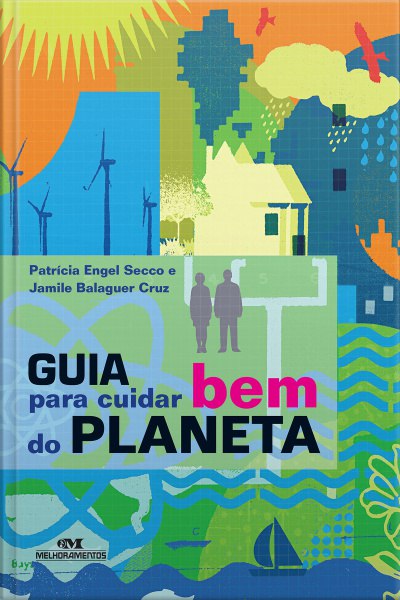 Patrícia Engel Secco e
Jamile Balaguer Cruz
GUIA
para cuidar bem
do PLANETA
MELHORAMENTOS